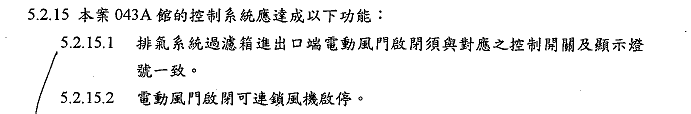 5.2.15 本案 043A 館的控制系統應達成以下功能：
5.2.15.1 排氣系統過濾箱進出口端電動風門啟閉須與對應之控制開關及顯示燈
號一致。
5.2.15.2 電動風門啟閉可連鎖風機啟停。